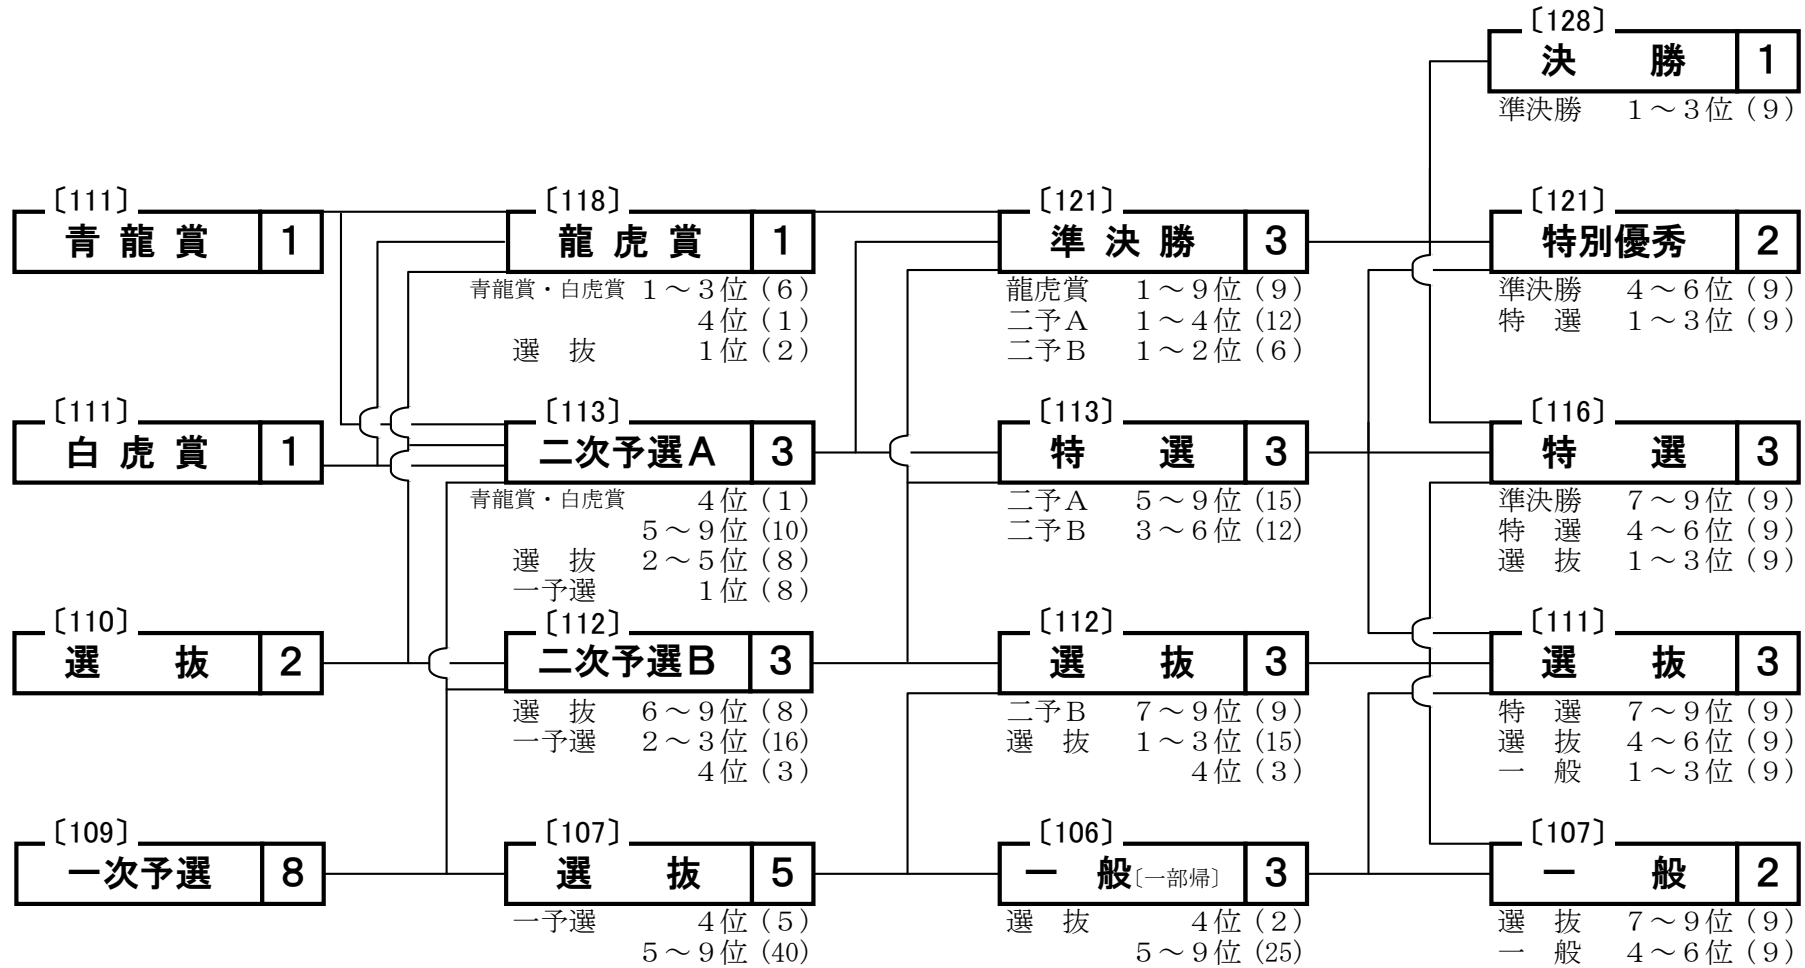 〔128〕
決　勝 1
準決勝　1～3位（9）
〔111〕
青龍賞 1
〔118〕
龍虎賞 1
青龍賞・白虎賞 1～3位（6）
4位（1）
選　抜　1位（2）
〔121〕
準決勝 3
龍虎賞　1～9位（9）
二予A　1～4位（12）
二予B　1～2位（6）
〔121〕
特別優秀 2
準決勝　4～6位（9）
特　選　1～3位（9）
〔111〕
白虎賞 1
〔113〕
二次予選A 3
青龍賞・白虎賞　4位（1）
5～9位（10）
選　抜　2～5位（8）
一予選　1位（8）
〔113〕
特　選 3
二予A　5～9位（15）
二予B　3～6位（12）
〔116〕
特　選 3
準決勝　7～9位（9）
特　選　4～6位（9）
選　抜　1～3位（9）
〔110〕
選　抜 2
〔112〕
二次予選B 3
選　抜　6～9位（8）
一予選　2～3位（16）
4位（3）
〔112〕
選　抜 3
二予B　7～9位（9）
選　抜　1～3位（15）
4位（3）
〔111〕
選　抜 3
特　選　7～9位（9）
選　抜　4～6位（9）
一　般　1～3位（9）
〔109〕
一次予選 8
〔107〕
選　抜 5
一予選　4位（5）
5～9位（40）
〔106〕
一　般〔一部帰〕 3
選　抜　4位（2）
5～9位（25）
〔107〕
一　般 2
選　抜　7～9位（9）
一　般　4～6位（9）